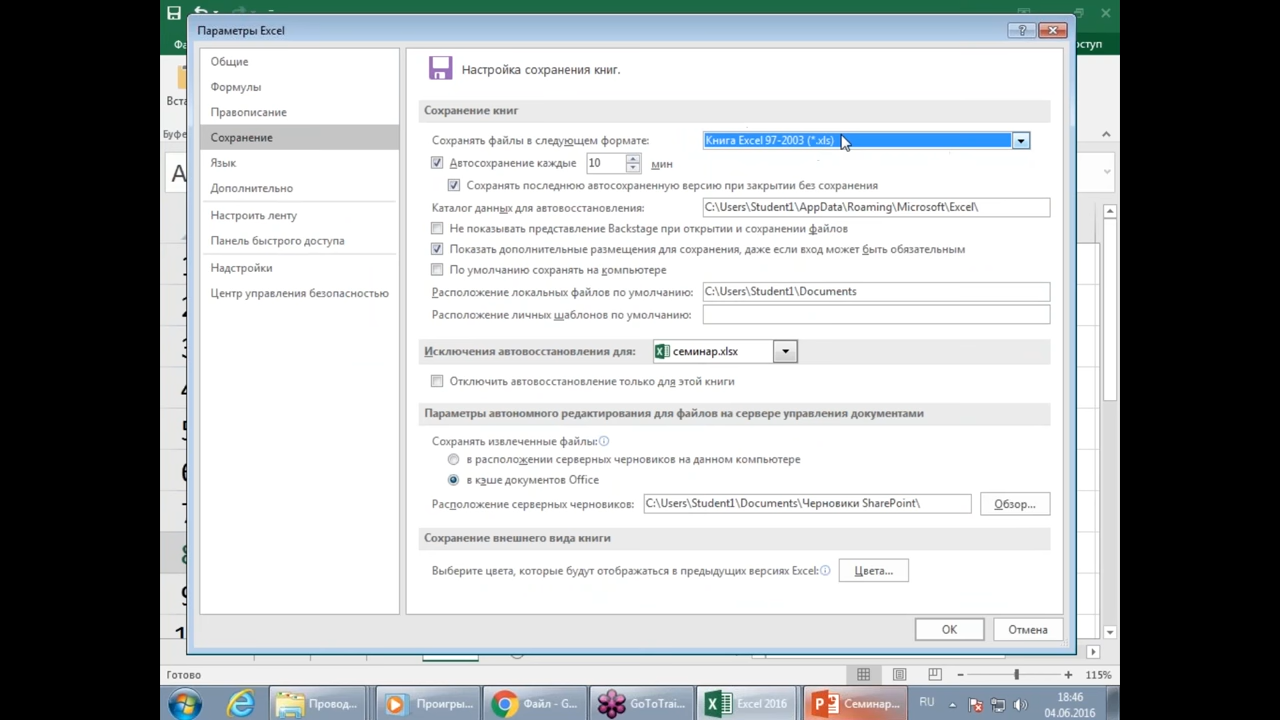 Параметры Excel
Фа
оступ
Вста
Буфе
Общие
Формулы
Правописание
Сохранение
Язык
Дополнительно
Настроить ленту
Панель быстрого доступа
Надстройки
Центр управления безопасностью
Настройка сохранения книг.
Сохранение книг
Сохранять файлы в следующем формате: Книга Excel 97-2003 (*.xls)
Автосохранение каждые 10 мин
Сохранять последнюю автосохраненную версию при закрытии без сохранения
Каталог данных для автовосстановления: C:\Users\Student1\AppData\Roaming\Microsoft\Excel\
Не показывать представление Backstage при открытии и сохранении файлов
Показать дополнительные размещения для сохранения, даже если вход может быть обязательным
По умолчанию сохранять на компьютере
Расположение локальных файлов по умолчанию: C:\Users\Student1\Documents
Расположение личных шаблонов по умолчанию:
Исключения автовосстановления для: семинар.xlsx
Отключить автовосстановление только для этой книги
Параметры автономного редактирования для файлов на сервере управления документами
Сохранять извлеченные файлы:
в расположении серверных черновиков на данном компьютере
в кэше документов Office
Расположение серверных черновиков: C:\Users\Student1\Documents\Черновики SharePoint\ Обзор...
Сохранение внешнего вида книги
Выберите цвета, которые будут отображаться в предыдущих версиях Excel: Цвета...
OK Отмена
Готово 115%
Провод... Проигры... Файл - G... GoToTrai... Excel 2016 Семинар... RU 18:46
04.06.2016